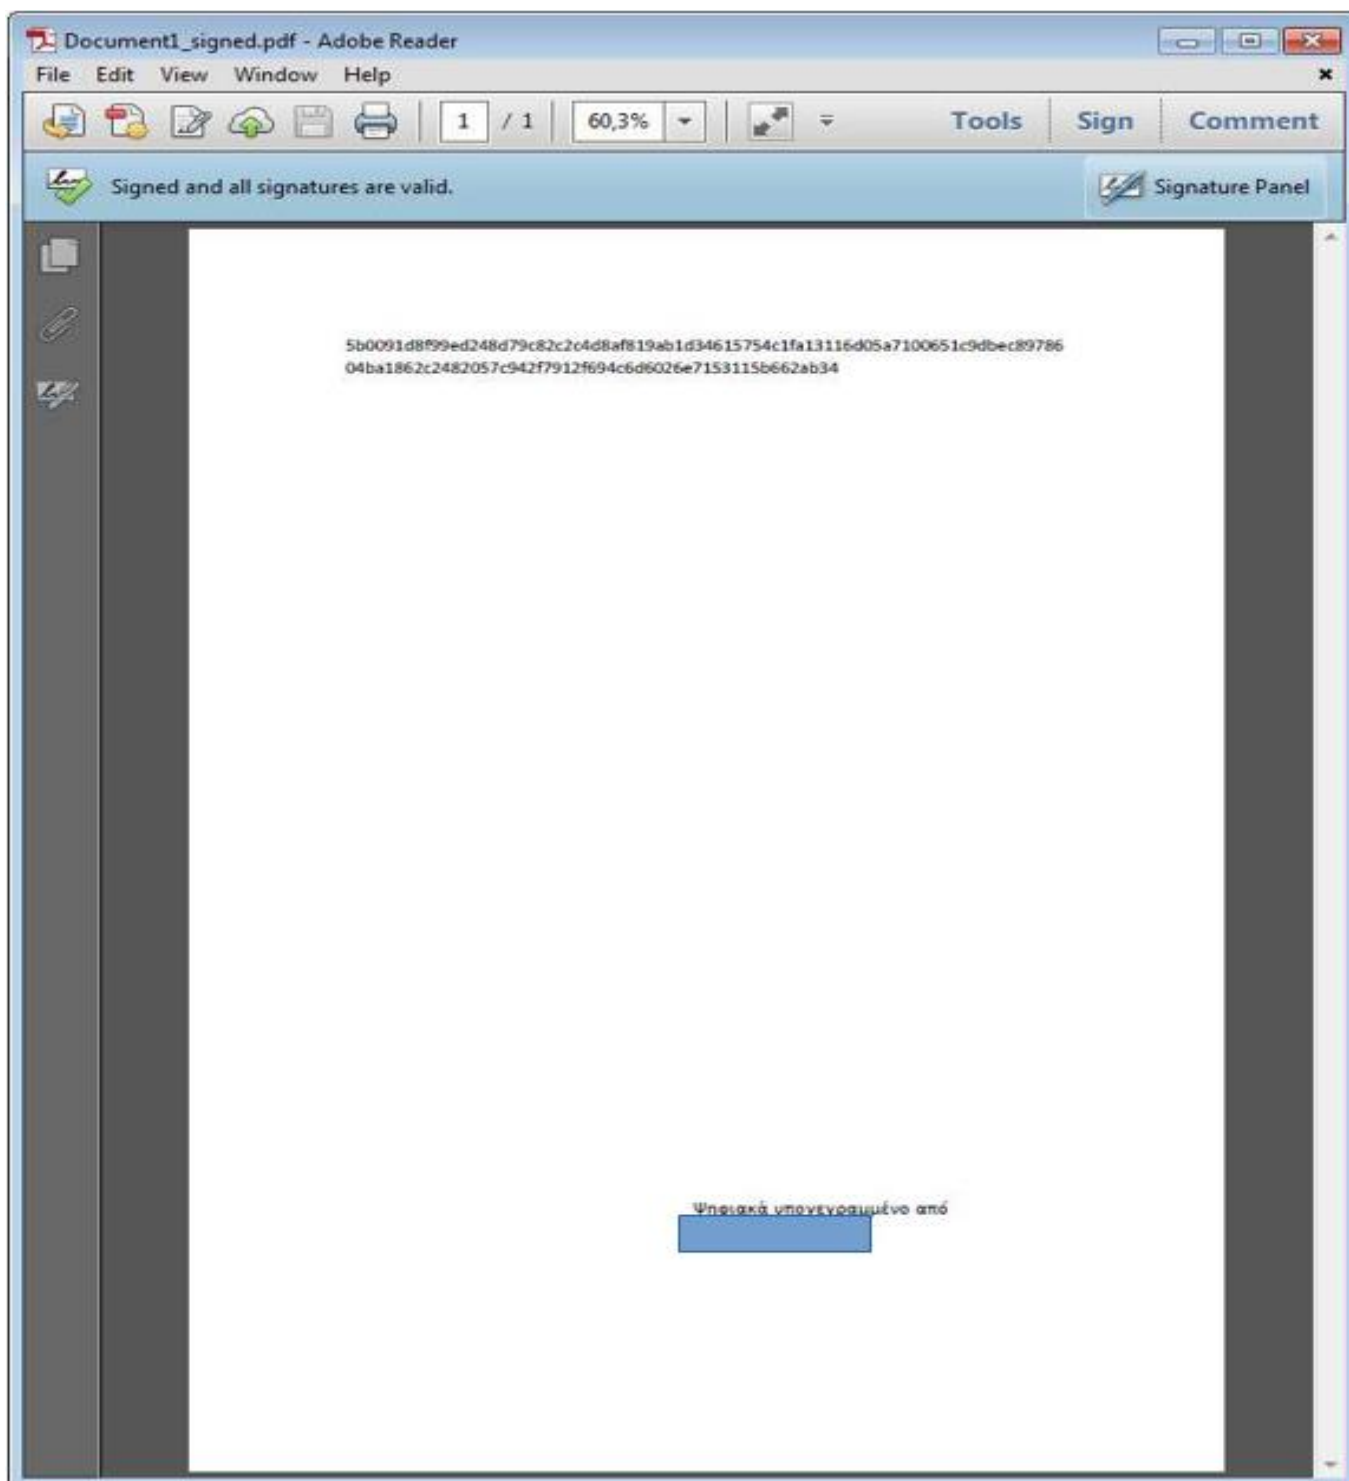 Document1_signed.pdf - Adobe Reader
File Edit View Window Help
1 / 1 60,3% Tools Sign Comment
Signed and all signatures are valid. Signature Panel
5b0091d8f99ed248d79c82c2c4d8af819ab1d34615754c1fa13116d05a7100651c9dbec89786
04ba1862c2482057c942f7912f694c6d6026e7153115b662ab34
Ψηφιακά υπογεγραμμένο από